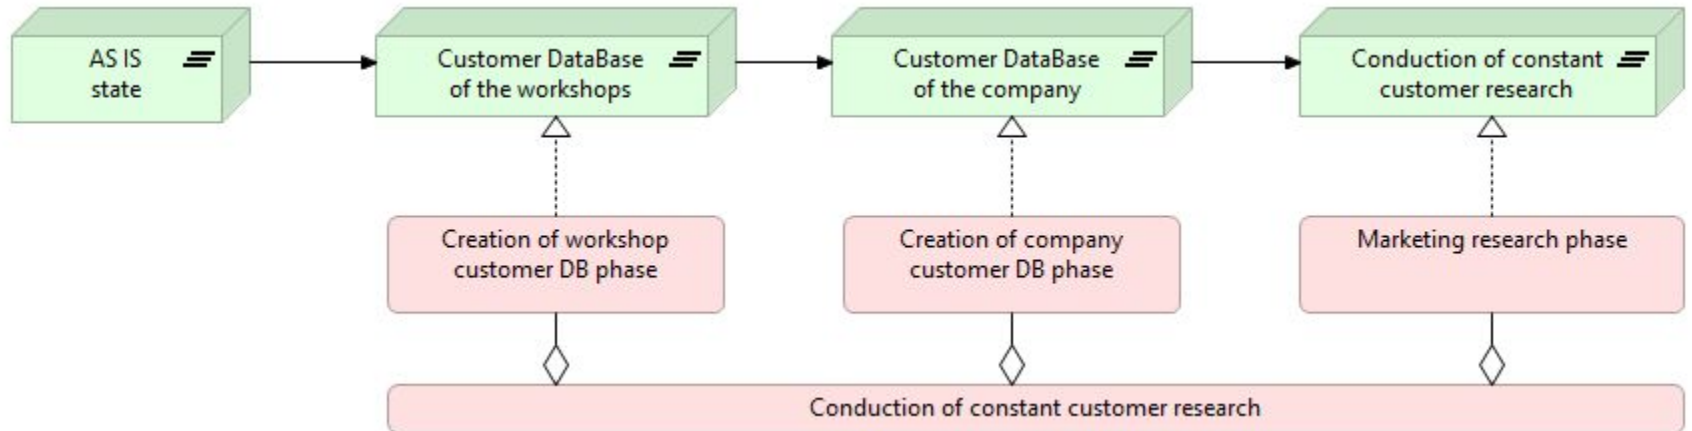 AS IS
state
Customer DataBase
of the workshops
Customer DataBase
of the company
Conduction of constant
customer research
Creation of workshop
customer DB phase
Creation of company
customer DB phase
Marketing research phase
Conduction of constant customer research